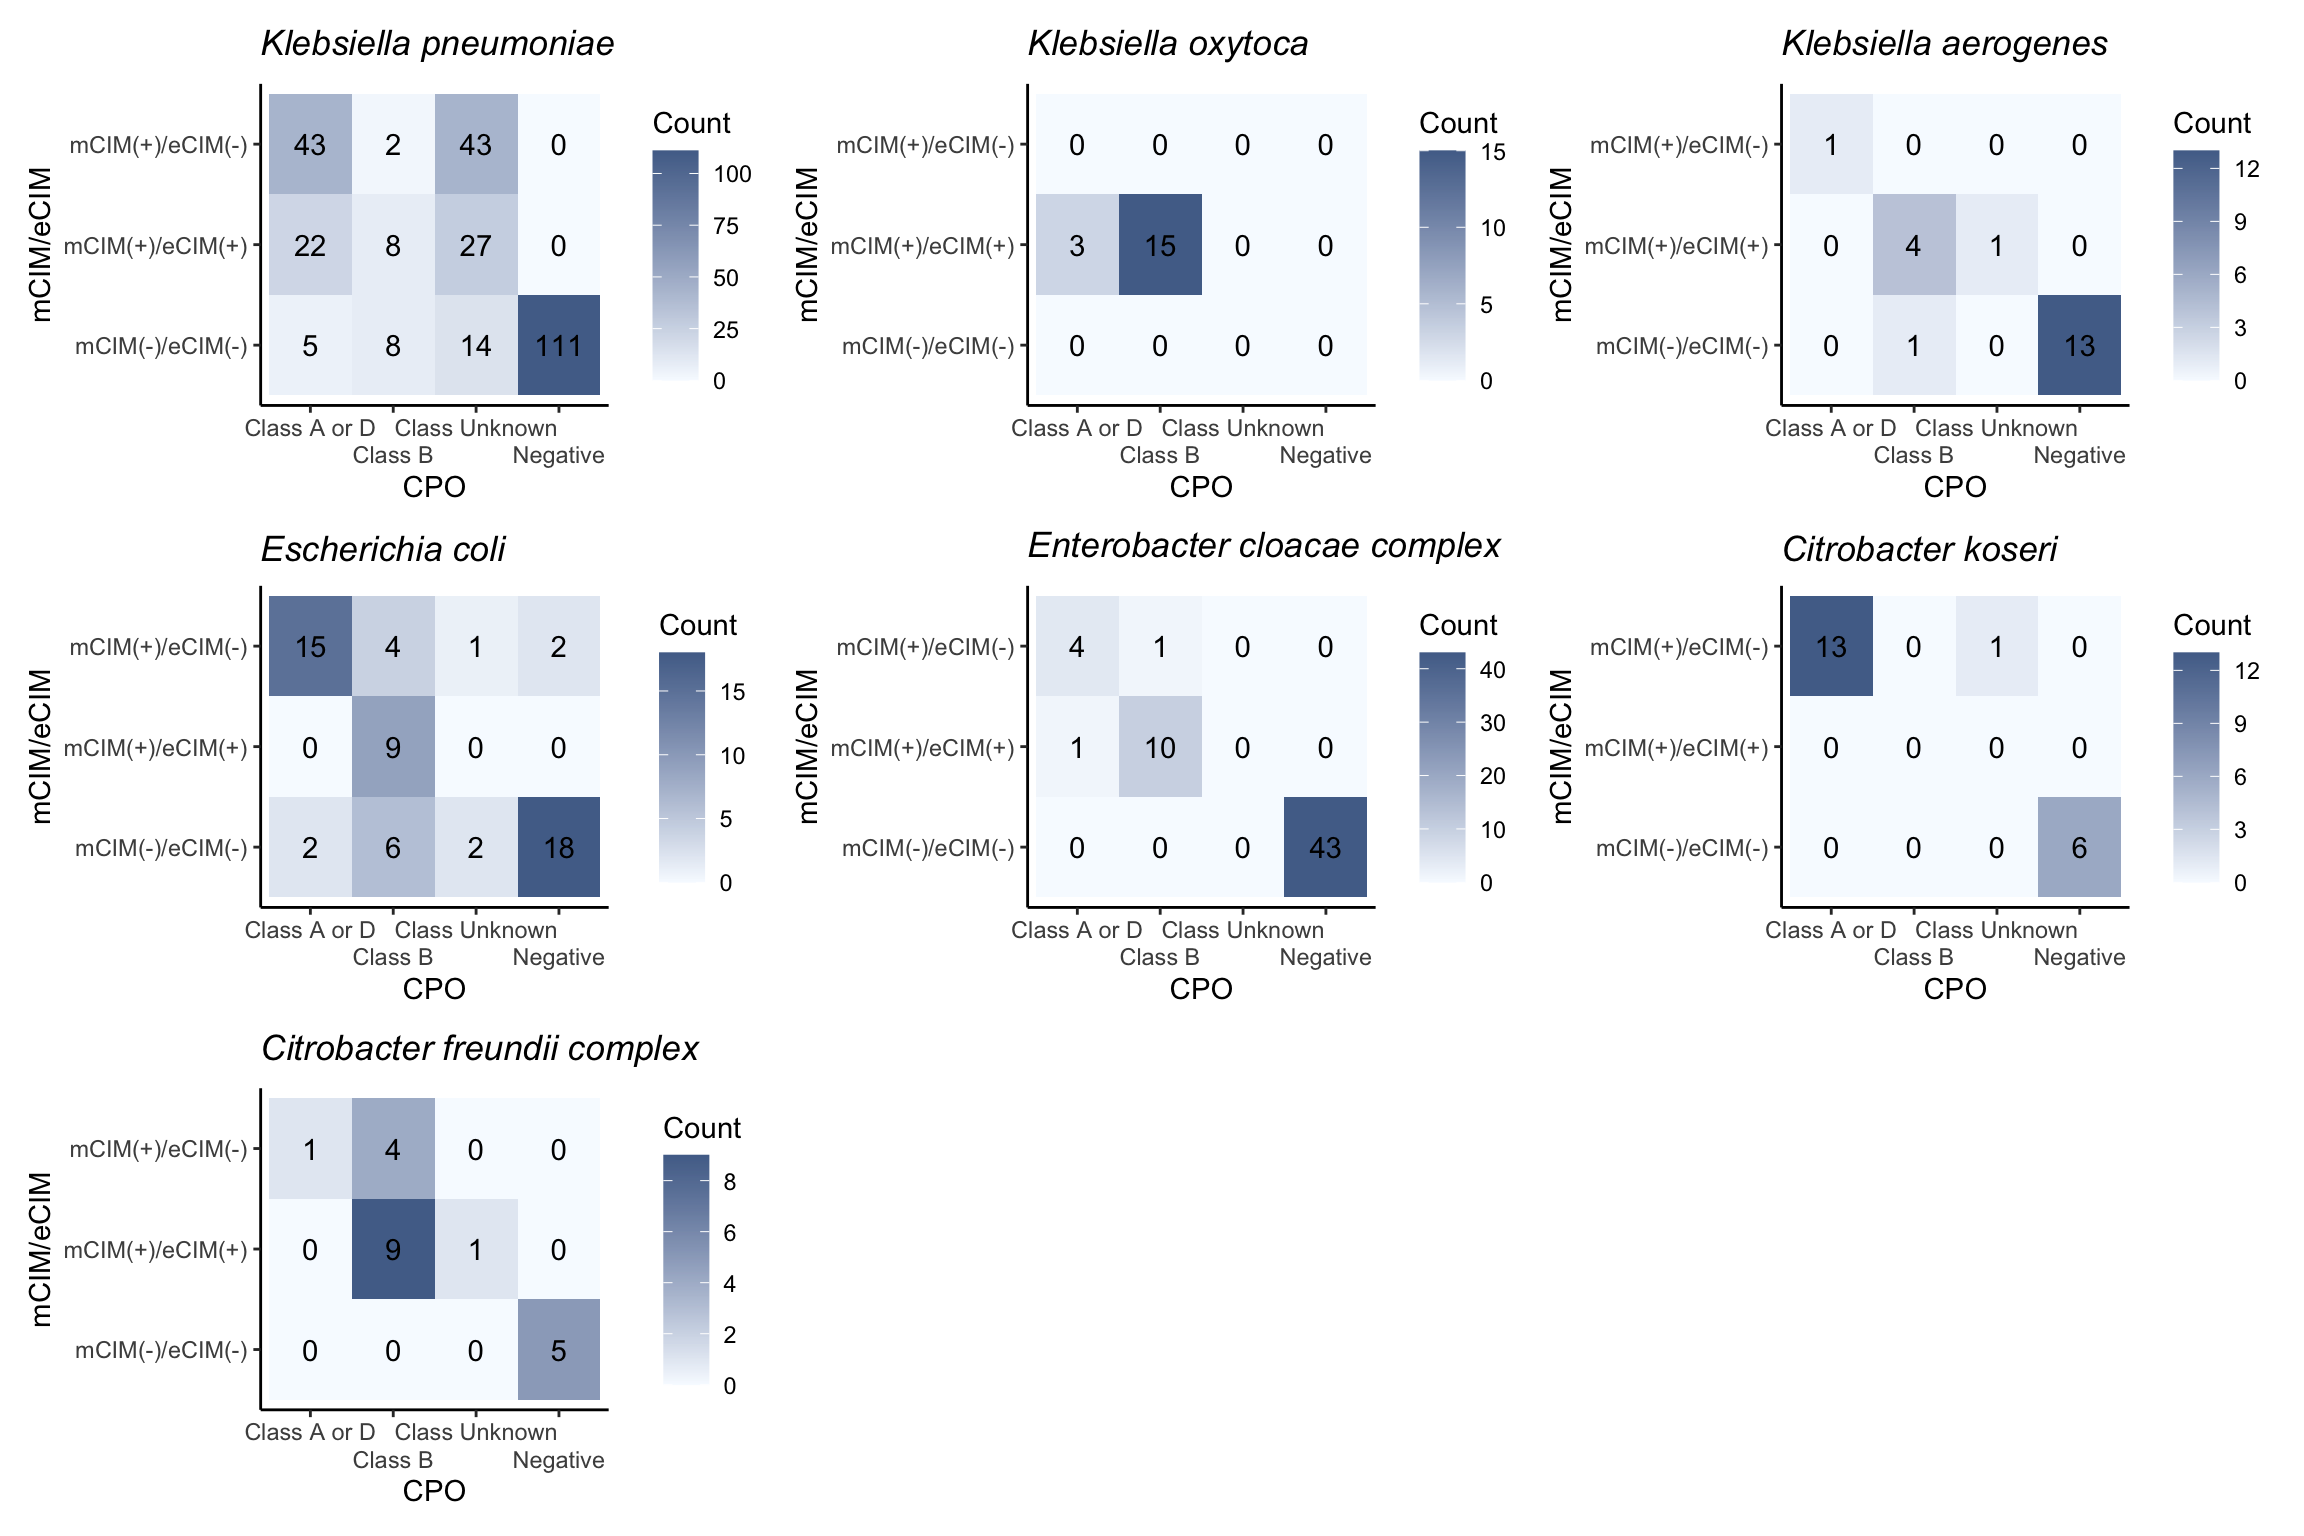 Klebsiella pneumoniae
mCIM/eCIM
mCIM(+)/eCIM(-)
43 2 43 0
mCIM(+)/eCIM(+)
22 8 27 0
mCIM(-)/eCIM(-)
5 8 14 111
Class A or D Class Unknown
Class B Negative
CPO
Count
100
75
50
25
0
Klebsiella oxytoca
mCIM/eCIM
mCIM(+)/eCIM(-)
0 0 0 0
mCIM(+)/eCIM(+)
3 15 0 0
mCIM(-)/eCIM(-)
0 0 0 0
Class A or D Class Unknown
Class B Negative
CPO
Count
15
10
5
0
Klebsiella aerogenes
mCIM/eCIM
mCIM(+)/eCIM(-)
1 0 0 0
mCIM(+)/eCIM(+)
0 4 1 0
mCIM(-)/eCIM(-)
0 1 0 13
Class A or D Class Unknown
Class B Negative
CPO
Count
12
9
6
3
0
Escherichia coli
mCIM/eCIM
mCIM(+)/eCIM(-)
15 4 1 2
mCIM(+)/eCIM(+)
0 9 0 0
mCIM(-)/eCIM(-)
2 6 2 18
Class A or D Class Unknown
Class B Negative
CPO
Count
15
10
5
0
Enterobacter cloacae complex
mCIM/eCIM
mCIM(+)/eCIM(-)
4 1 0 0
mCIM(+)/eCIM(+)
1 10 0 0
mCIM(-)/eCIM(-)
0 0 0 43
Class A or D Class Unknown
Class B Negative
CPO
Count
40
30
20
10
0
Citrobacter koseri
mCIM/eCIM
mCIM(+)/eCIM(-)
13 0 1 0
mCIM(+)/eCIM(+)
0 0 0 0
mCIM(-)/eCIM(-)
0 0 0 6
Class A or D Class Unknown
Class B Negative
CPO
Count
12
9
6
3
0
Citrobacter freundii complex
mCIM/eCIM
mCIM(+)/eCIM(-)
1 4 0 0
mCIM(+)/eCIM(+)
0 9 1 0
mCIM(-)/eCIM(-)
0 0 0 5
Class A or D Class Unknown
Class B Negative
CPO
Count
8
6
4
2
0